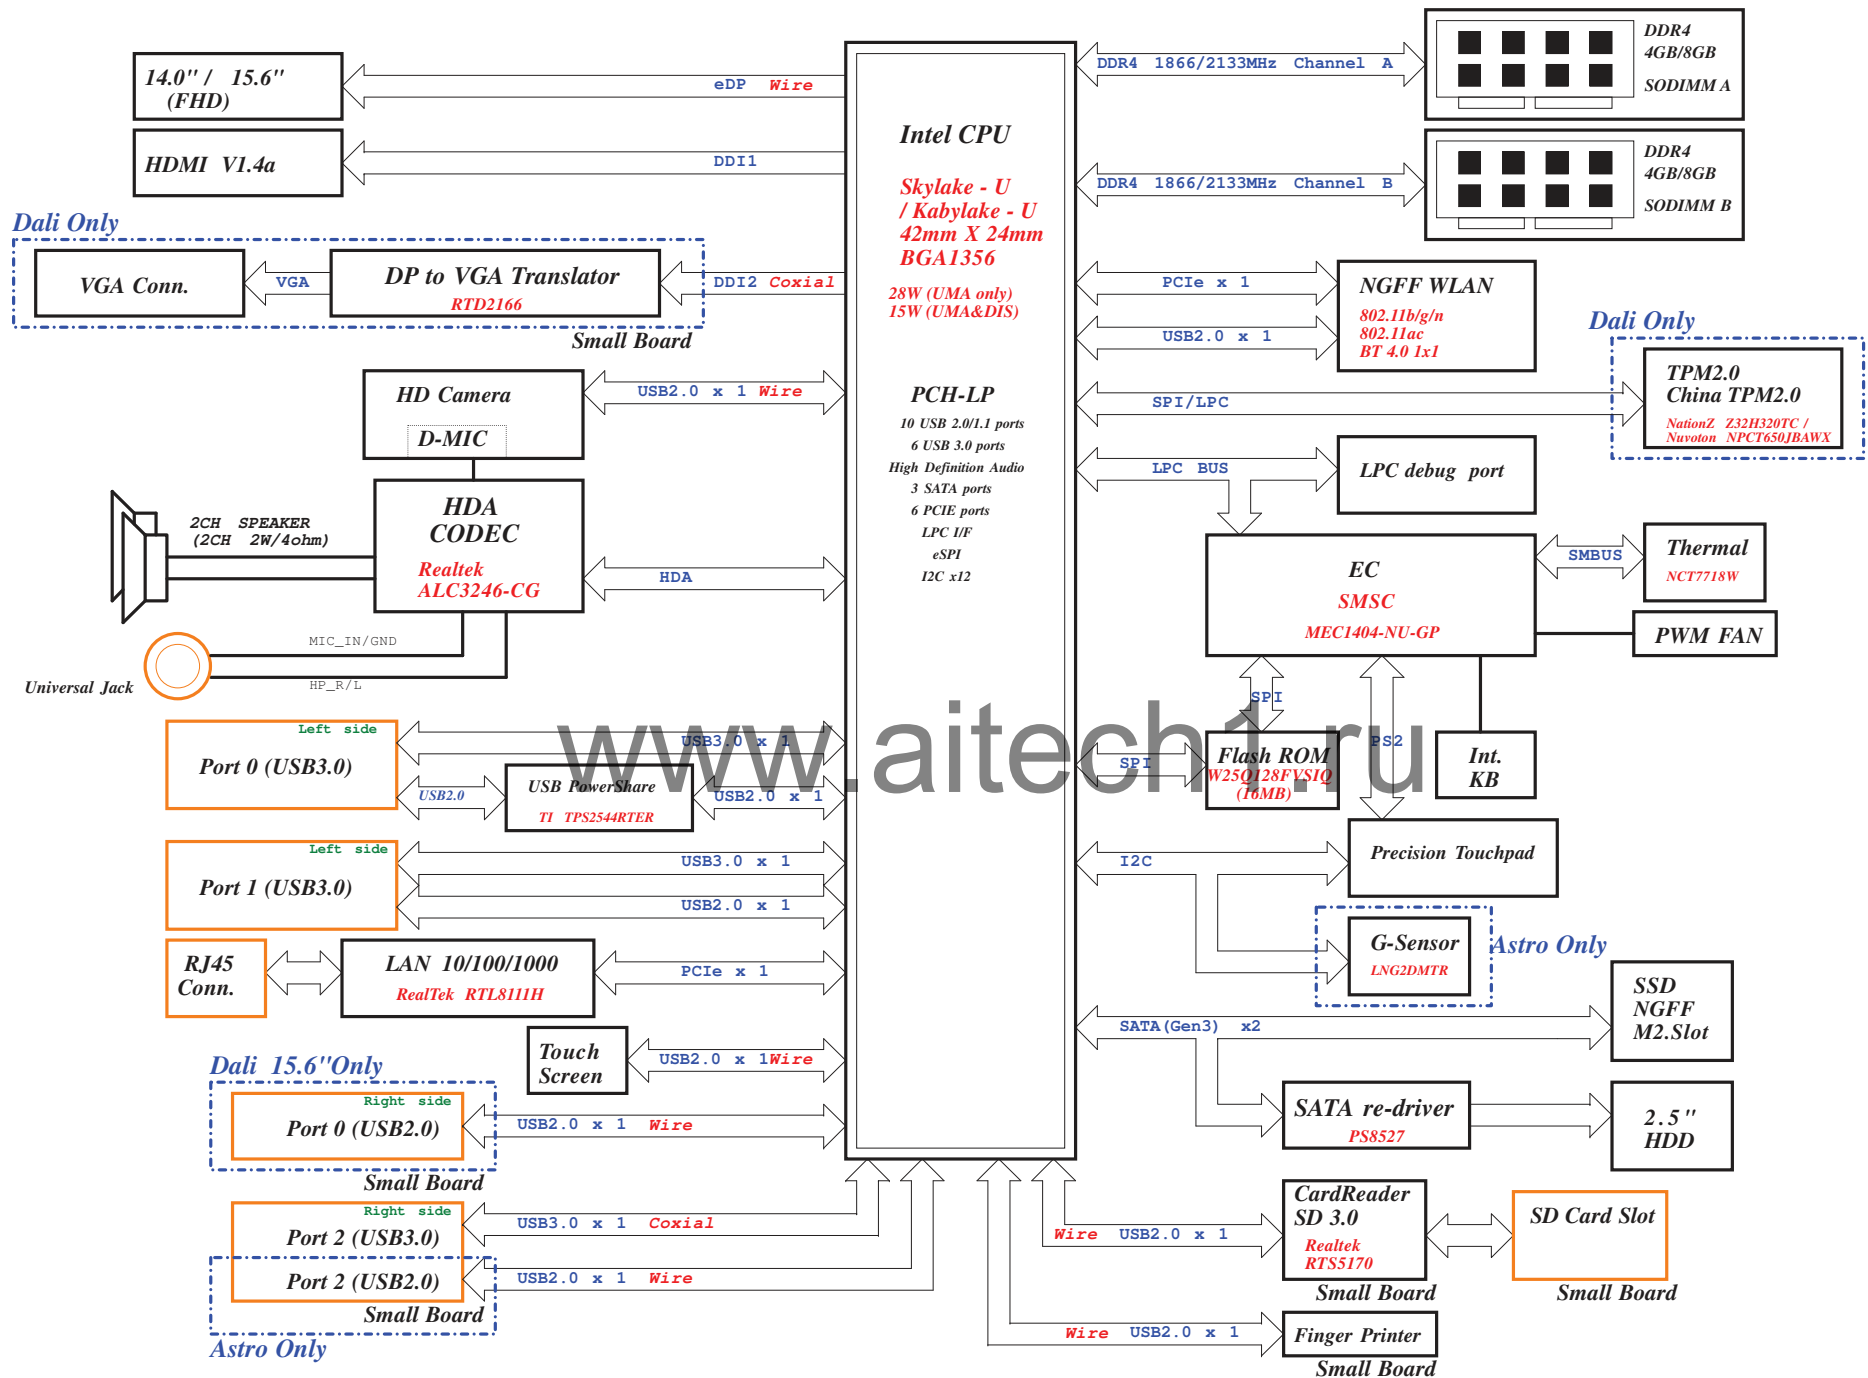 14.0" / 15.6"
(FHD)
eDP Wire
HDMI V1.4a
DDI1
Dali Only
VGA Conn.
VGA
DP to VGA Translator
RTD2166
DDI2 Coxial
Small Board
HD Camera
D-MIC
USB2.0 x 1 Wire
2CH SPEAKER
(2CH 2W/4ohm)
HDA
CODEC
Realtek
ALC3246-CG
HDA
MIC_IN/GND
HP_R/L
Universal Jack
Left side
Port 0 (USB3.0)
USB3.0 x 1
USB2.0
USB PowerShare
TI TPS2544RTER
USB2.0 x 1
Left side
Port 1 (USB3.0)
USB3.0 x 1
USB2.0 x 1
RJ45
Conn.
LAN 10/100/1000
RealTek RTL8111H
PCIe x 1
Touch
Screen
USB2.0 x 1Wire
Dali 15.6"Only
Right side
Port 0 (USB2.0)
USB2.0 x 1 Wire
Small Board
Right side
Port 2 (USB3.0)
USB3.0 x 1 Coxial
Port 2 (USB2.0)
USB2.0 x 1 Wire
Small Board
Astro Only
Intel CPU
Skylake - U
/ Kabylake - U
42mm X 24mm
BGA1356
28W (UMA only)
15W (UMA&DIS)
PCH-LP
10 USB 2.0/1.1 ports
6 USB 3.0 ports
High Definition Audio
3 SATA ports
6 PCIE ports
LPC I/F
eSPI
I2C x12
www.aitech1.ru
DDR4 1866/2133MHz Channel A
DDR4
4GB/8GB
SODIMM A
DDR4 1866/2133MHz Channel B
DDR4
4GB/8GB
SODIMM B
PCIe x 1
USB2.0 x 1
NGFF WLAN
802.11b/g/n
802.11ac
BT 4.0 1x1
Dali Only
SPI/LPC
TPM2.0
China TPM2.0
NationZ Z32H320TC /
Nuvoton NPCT650JBAWX
LPC BUS
LPC debug port
EC
SMSC
MEC1404-NU-GP
SMBUS
Thermal
NCT7718W
PWM FAN
SPI
PS2
SPI
Flash ROM
W25Q128FVSIQ
(16MB)
Int.
KB
I2C
Precision Touchpad
G-Sensor
LNG2DMTR
Astro Only
SATA(Gen3) x2
SSD
NGFF
M2.Slot
SATA re-driver
PS8527
2.5"
HDD
Wire USB2.0 x 1
CardReader
SD 3.0
Realtek
RTS5170
Small Board
SD Card Slot
Small Board
Wire USB2.0 x 1
Finger Printer
Small Board